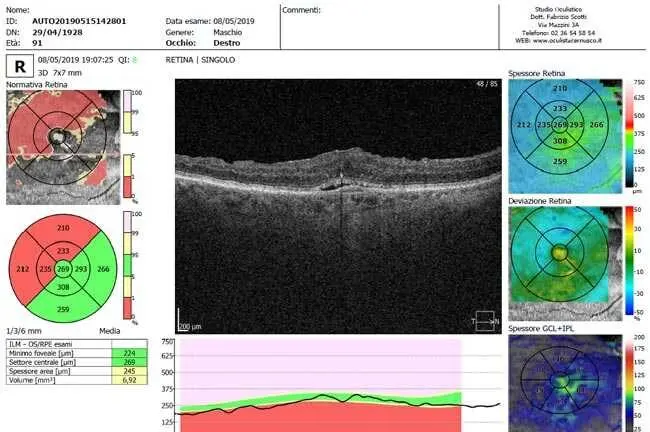 Nome:
ID: AUTO20190515142801
DN: 29/04/1928
Età: 91
Data esame: 08/05/2019
Genere: Maschio
Occhio: Destro
Commenti:
Studio Oculistico
Dott. Fabrizio Scotti
Via Mazzini 3A
Telefono: 02 36 54 58 54
WEB: www.oculistacernusco.it
R
08/05/2019 19:07:25 QI: 8
3D 7x7 mm
RETINA | SINGOLO
Normativa Retina
100
99
95
5
1
0
%
48 / 85
200 µm
T N
Spessore Retina
210
233
212 235 269 293 266
308
259
750
625
500
375
250
125
0
µm
210
233
212 235 269 293 266
308
259
100
99
95
5
1
0
%
Deviazione Retina
50
30
10
-10
-30
-50
%
1/3/6 mm Media
ILM - OS/RPE esami
Minimo foveale [µm] 224
Settore centrale [µm] 269
Spessore area [µm] 245
Volume [mm³] 6,92
750
625
500
375
250
125
Spessore GCL+IPL
200
175
150
125
100
75
50
25